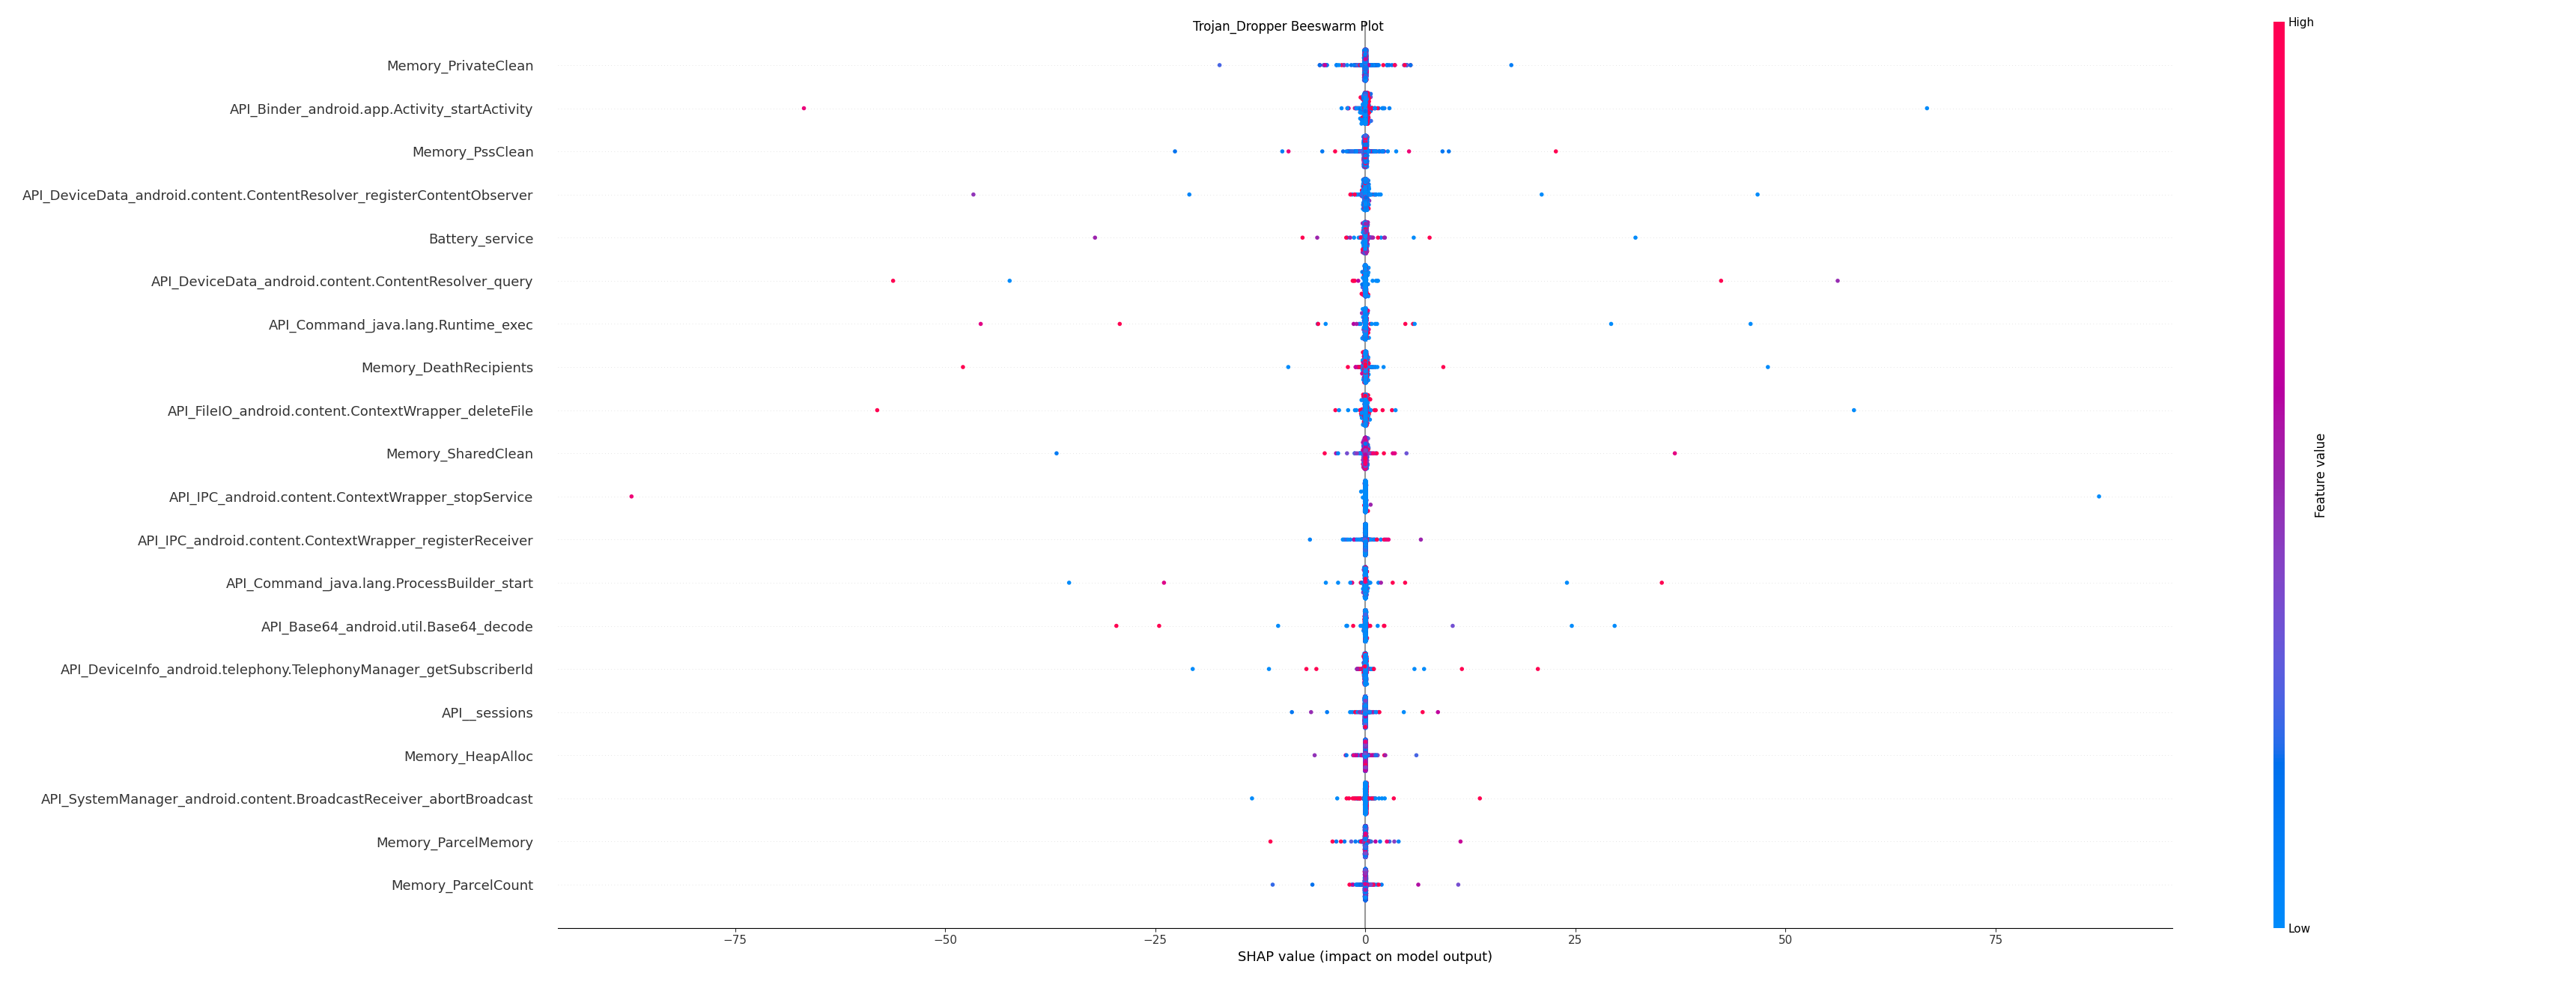 Trojan_Dropper Beeswarm Plot
High
Memory_PrivateClean
API_Binder_android.app.Activity_startActivity
Memory_PssClean
API_DeviceData_android.content.ContentResolver_registerContentObserver
Battery_service
API_DeviceData_android.content.ContentResolver_query
API_Command_java.lang.Runtime_exec
Memory_DeathRecipients
API_FileIO_android.content.ContextWrapper_deleteFile
Memory_SharedClean
API_IPC_android.content.ContextWrapper_stopService
API_IPC_android.content.ContextWrapper_registerReceiver
API_Command_java.lang.ProcessBuilder_start
API_Base64_android.util.Base64_decode
API_DeviceInfo_android.telephony.TelephonyManager_getSubscriberId
API__sessions
Memory_HeapAlloc
API_SystemManager_android.content.BroadcastReceiver_abortBroadcast
Memory_ParcelMemory
Memory_ParcelCount
Feature value
Low
−75 −50 −25 0 25 50 75
SHAP value (impact on model output)